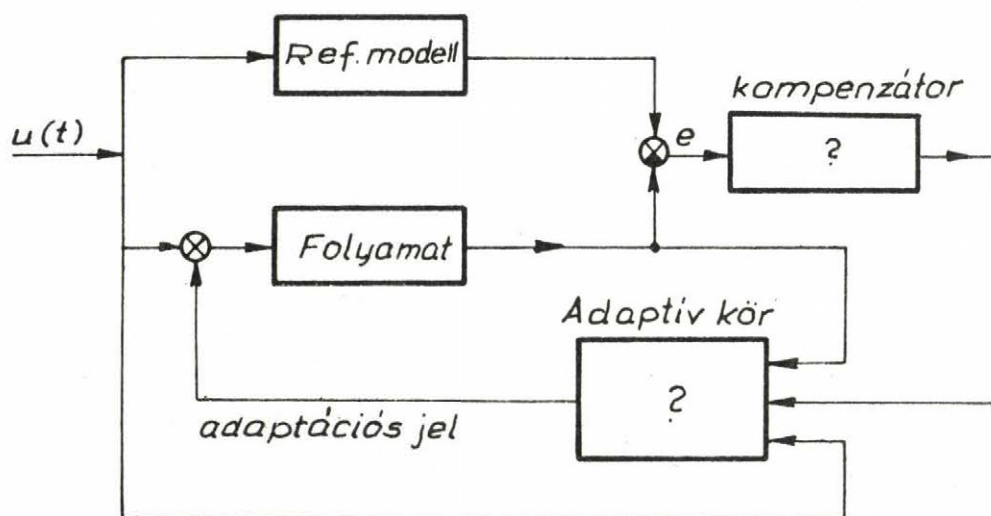 Ref. modell
kompenzátor
u(t)
e
?
Folyamat
Adaptív kör
?
adaptációs jel